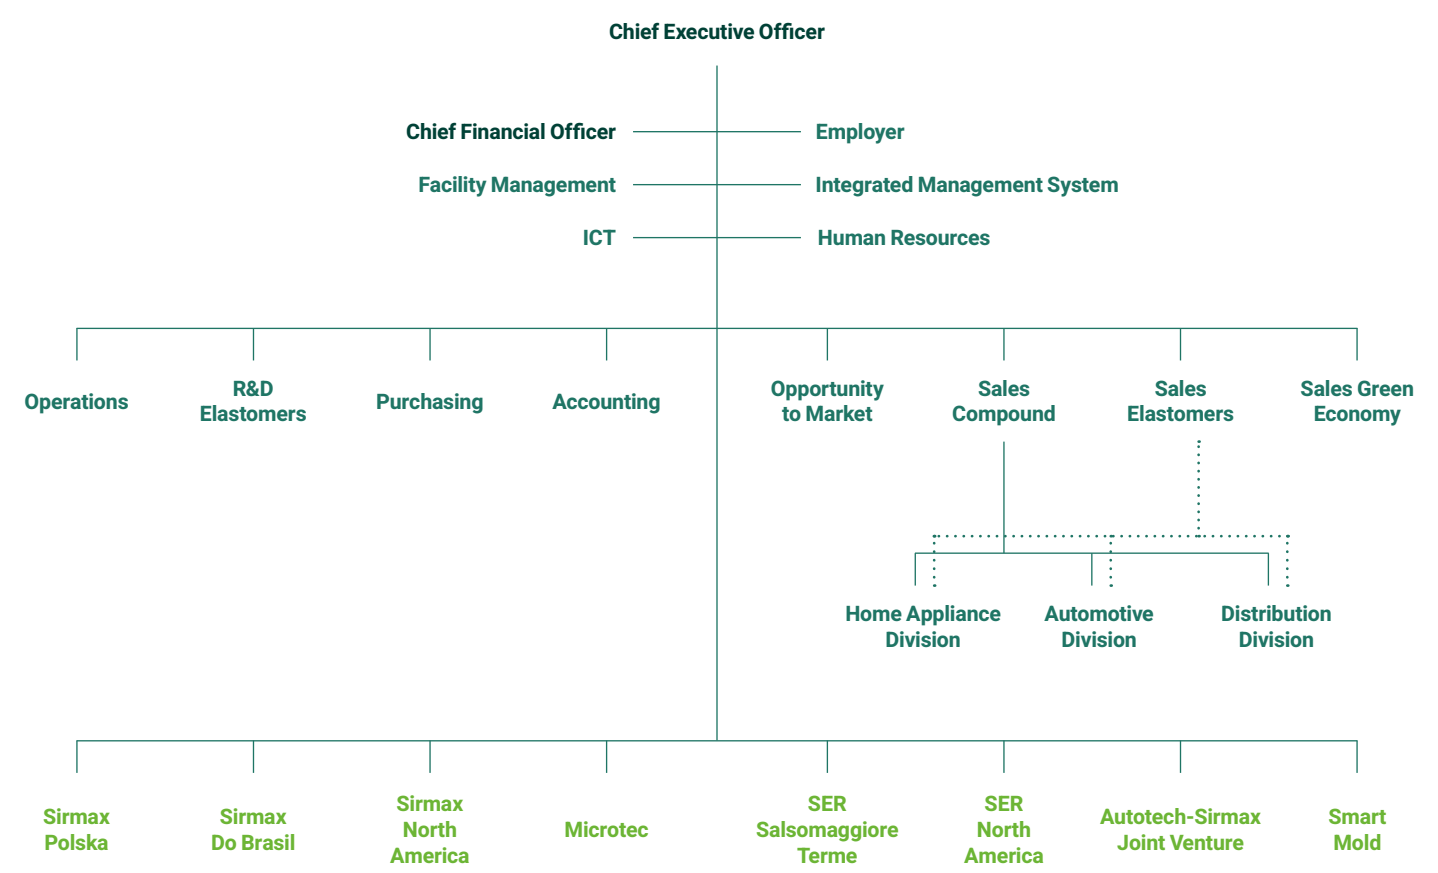 Chief Executive Officer
Chief Financial Officer
Employer
Facility Management
Integrated Management System
ICT
Human Resources
Operations
R&D
Elastomers
Purchasing
Accounting
Opportunity
to Market
Sales
Compound
Sales
Elastomers
Sales Green
Economy
Home Appliance
Division
Automotive
Division
Distribution
Division
Sirmax
Polska
Sirmax
Do Brasil
Sirmax
North
America
Microtec
SER
Salsomaggiore
Terme
SER
North
America
Autotech-Sirmax
Joint Venture
Smart
Mold